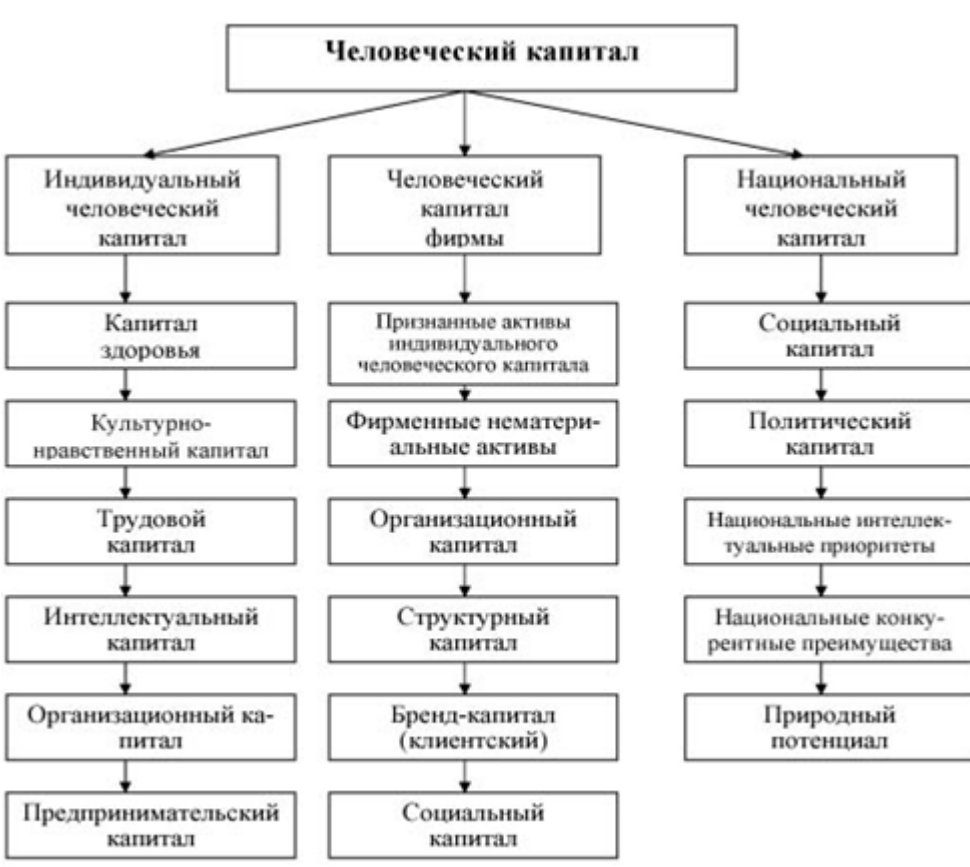 Человеческий капитал
Индивидуальный
человеческий
капитал
Капитал
здоровья
Культурно-
нравственный капитал
Трудовой
капитал
Интеллектуальный
капитал
Организационный ка-
питал
Предпринимательский
капитал
Человеческий
капитал
фирмы
Признанные активы
индивидуального
человеческого капитала
Фирменные нематери-
альные активы
Организационный
капитал
Структурный
капитал
Бренд-капитал
(клиентский)
Социальный
капитал
Национальный
человеческий
капитал
Социальный
капитал
Политический
капитал
Национальные интеллек-
туальные приоритеты
Национальные конку-
рентные преимущества
Природный
потенциал